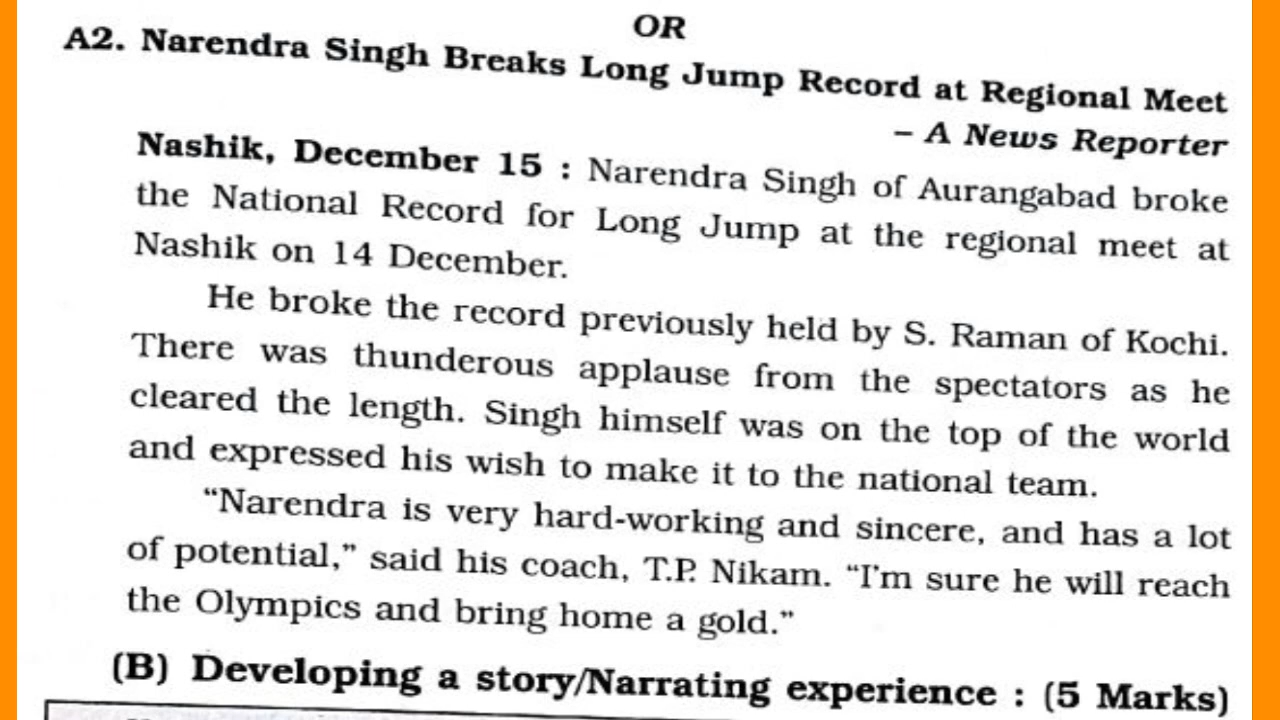 OR
A2. Narendra Singh Breaks Long Jump Record at Regional Meet
– A News Reporter
Nashik, December 15 : Narendra Singh of Aurangabad broke
the National Record for Long Jump at the regional meet at
Nashik on 14 December.
He broke the record previously held by S. Raman of Kochi.
There was thunderous applause from the spectators as he
cleared the length. Singh himself was on the top of the world
and expressed his wish to make it to the national team.
“Narendra is very hard-working and sincere, and has a lot
of potential,” said his coach, T.P. Nikam. “I'm sure he will reach
the Olympics and bring home a gold.”
(B) Developing a story/Narrating experience : (5 Marks)